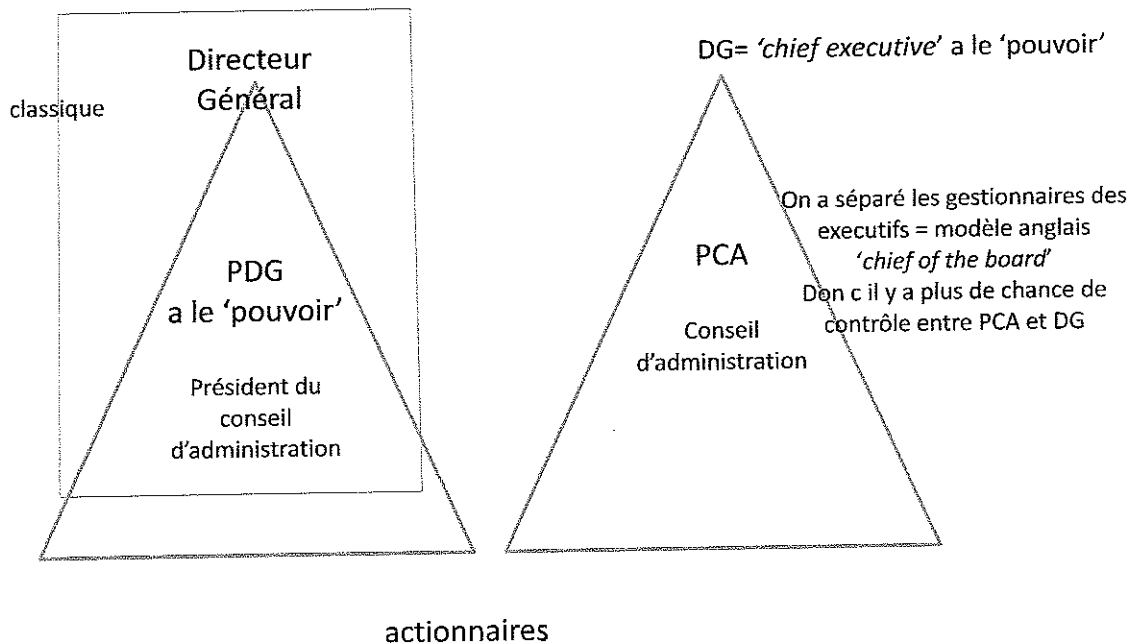 classique
Directeur
Général
PDG
a le ‘pouvoir’
Président du
conseil
d’administration
DG= ‘chief executive’ a le ‘pouvoir’
PCA
Conseil
d’administration
On a séparé les gestionnaires des
executifs = modèle anglais
‘chief of the board’
Don c il y a plus de chance de
contrôle entre PCA et DG
actionnaires